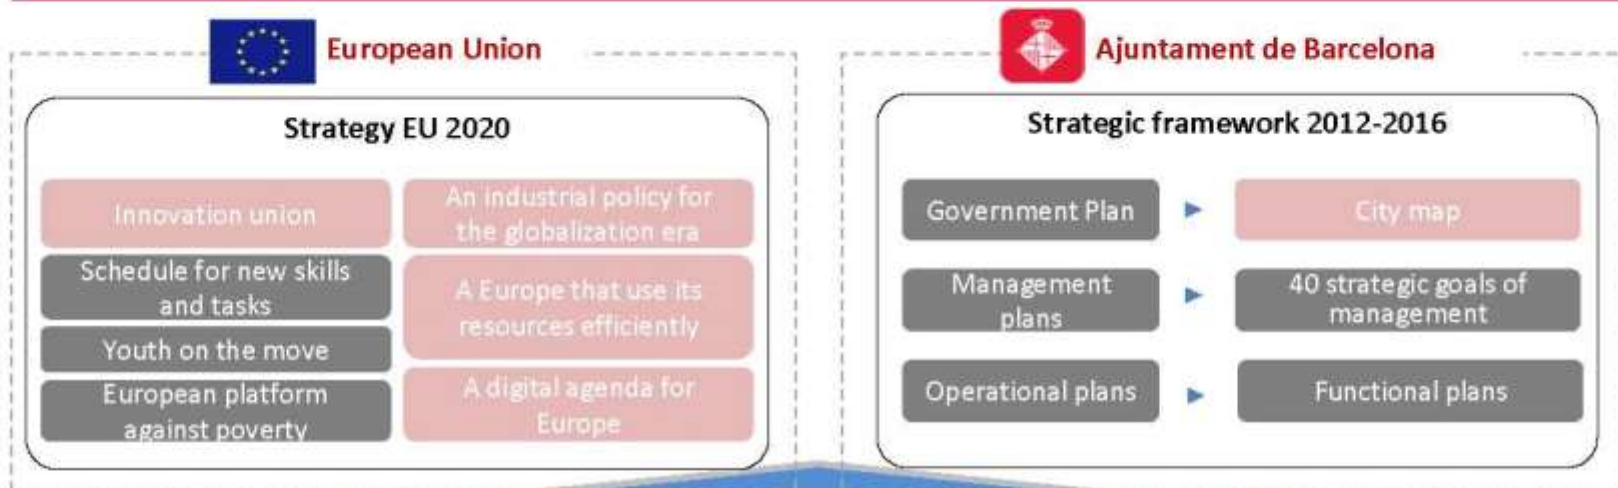 European Union
Strategy EU 2020
Innovation union
Schedule for new skills
and tasks
Youth on the move
European platform
against poverty
An industrial policy for
the globalization era
A Europe that use its
resources efficiently
A digital agenda for
Europe
Ajuntament de Barcelona
Strategic framework 2012-2016
Government Plan
City map
Management
plans
40 strategic goals of
management
Operational plans
Functional plans